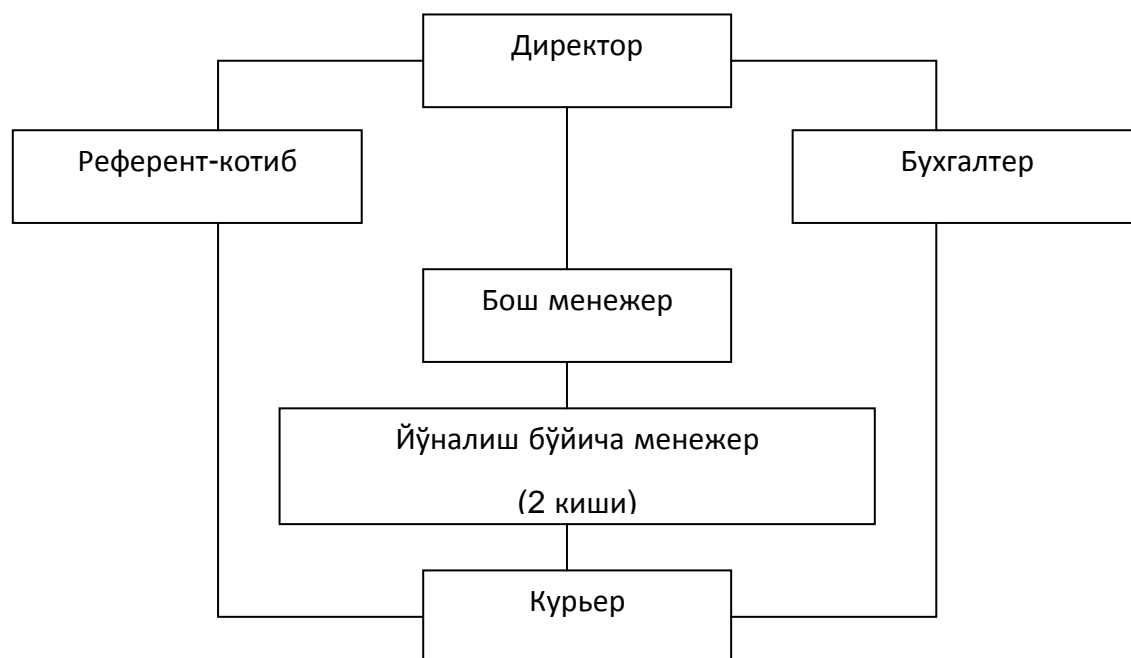 Директор
Референт-котиб
Бухгалтер
Бош менежер
Йўналиш бўйича менежер
(2 киши)
Курьер